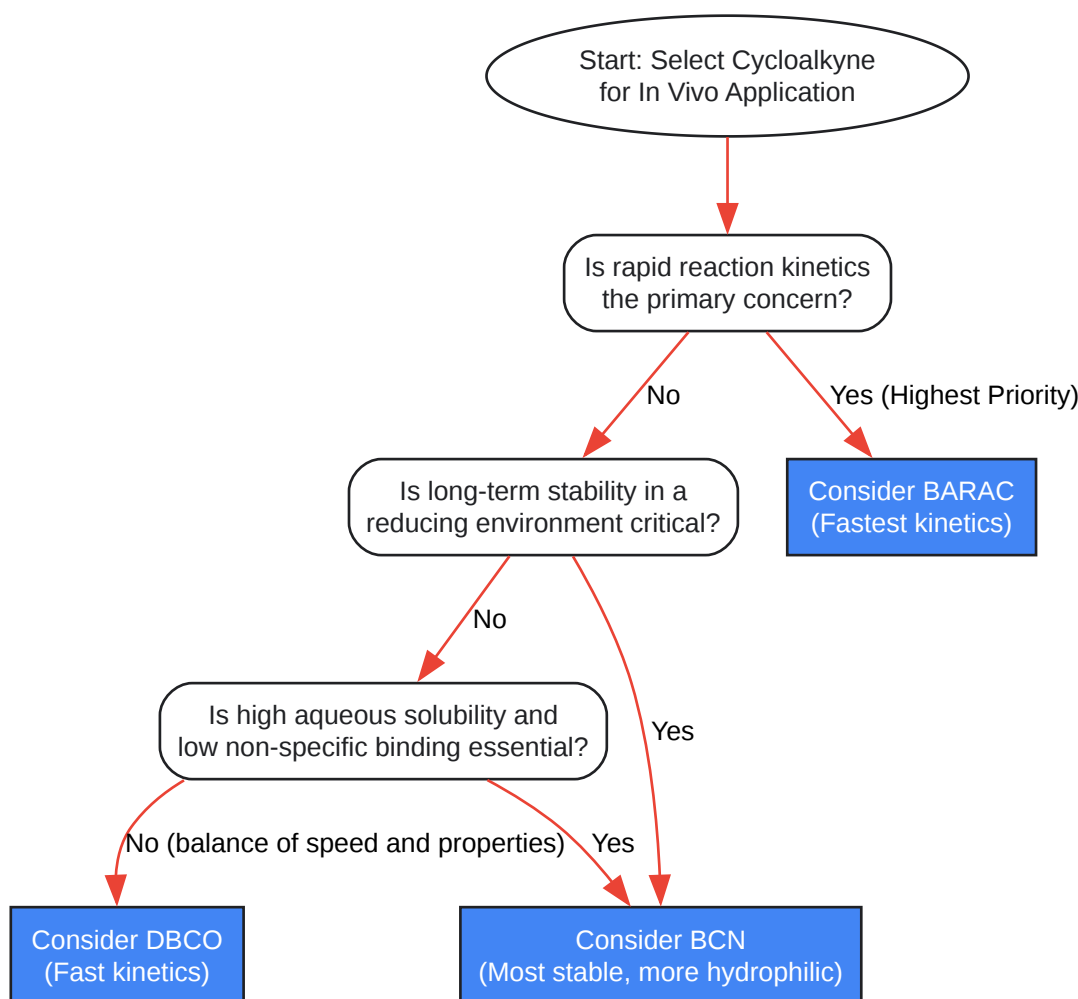 Start: Select Cycloalkyne
for In Vivo Application
Is rapid reaction kinetics
the primary concern?
No
Yes (Highest Priority)
Is long-term stability in a
reducing environment critical?
Consider BARAC
(Fastest kinetics)
No
Yes
Is high aqueous solubility and
low non-specific binding essential?
No (balance of speed and properties)
Yes
Consider DBCO
(Fast kinetics)
Consider BCN
(Most stable, more hydrophilic)